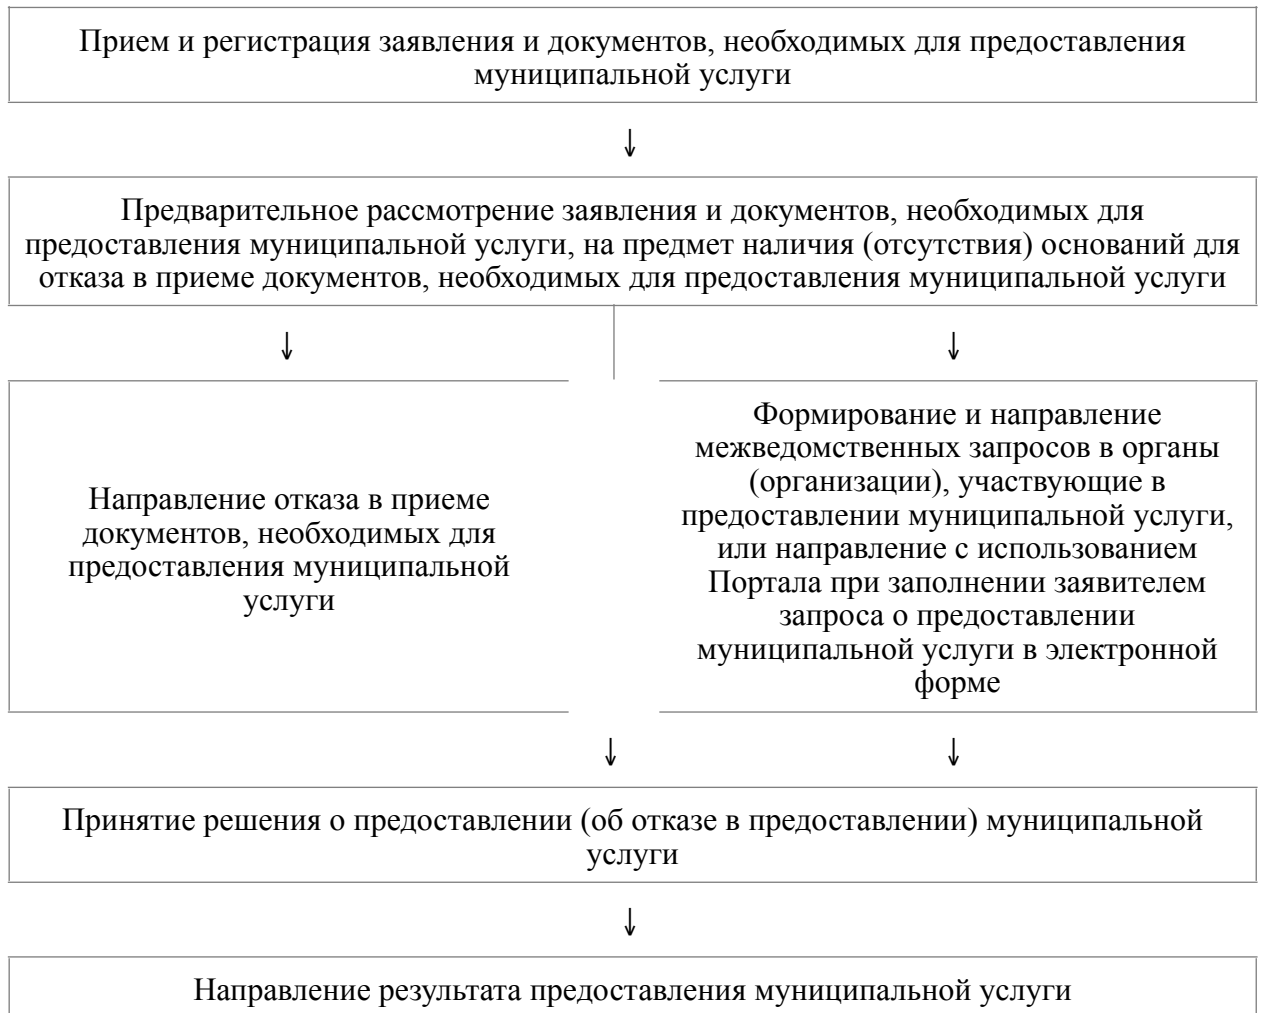 Прием и регистрация заявления и документов, необходимых для предоставления
муниципальной услуги
↓
Предварительное рассмотрение заявления и документов, необходимых для
предоставления муниципальной услуги, на предмет наличия (отсутствия) оснований для
отказа в приеме документов, необходимых для предоставления муниципальной услуги
↓ ↓
Направление отказа в приеме
документов, необходимых для
предоставления муниципальной
услуги
Формирование и направление
межведомственных запросов в органы
(организации), участвующие в
предоставлении муниципальной услуги,
или направление с использованием
Портала при заполнении заявителем
запроса о предоставлении
муниципальной услуги в электронной
форме
↓ ↓
Принятие решения о предоставлении (об отказе в предоставлении) муниципальной
услуги
↓
Направление результата предоставления муниципальной услуги